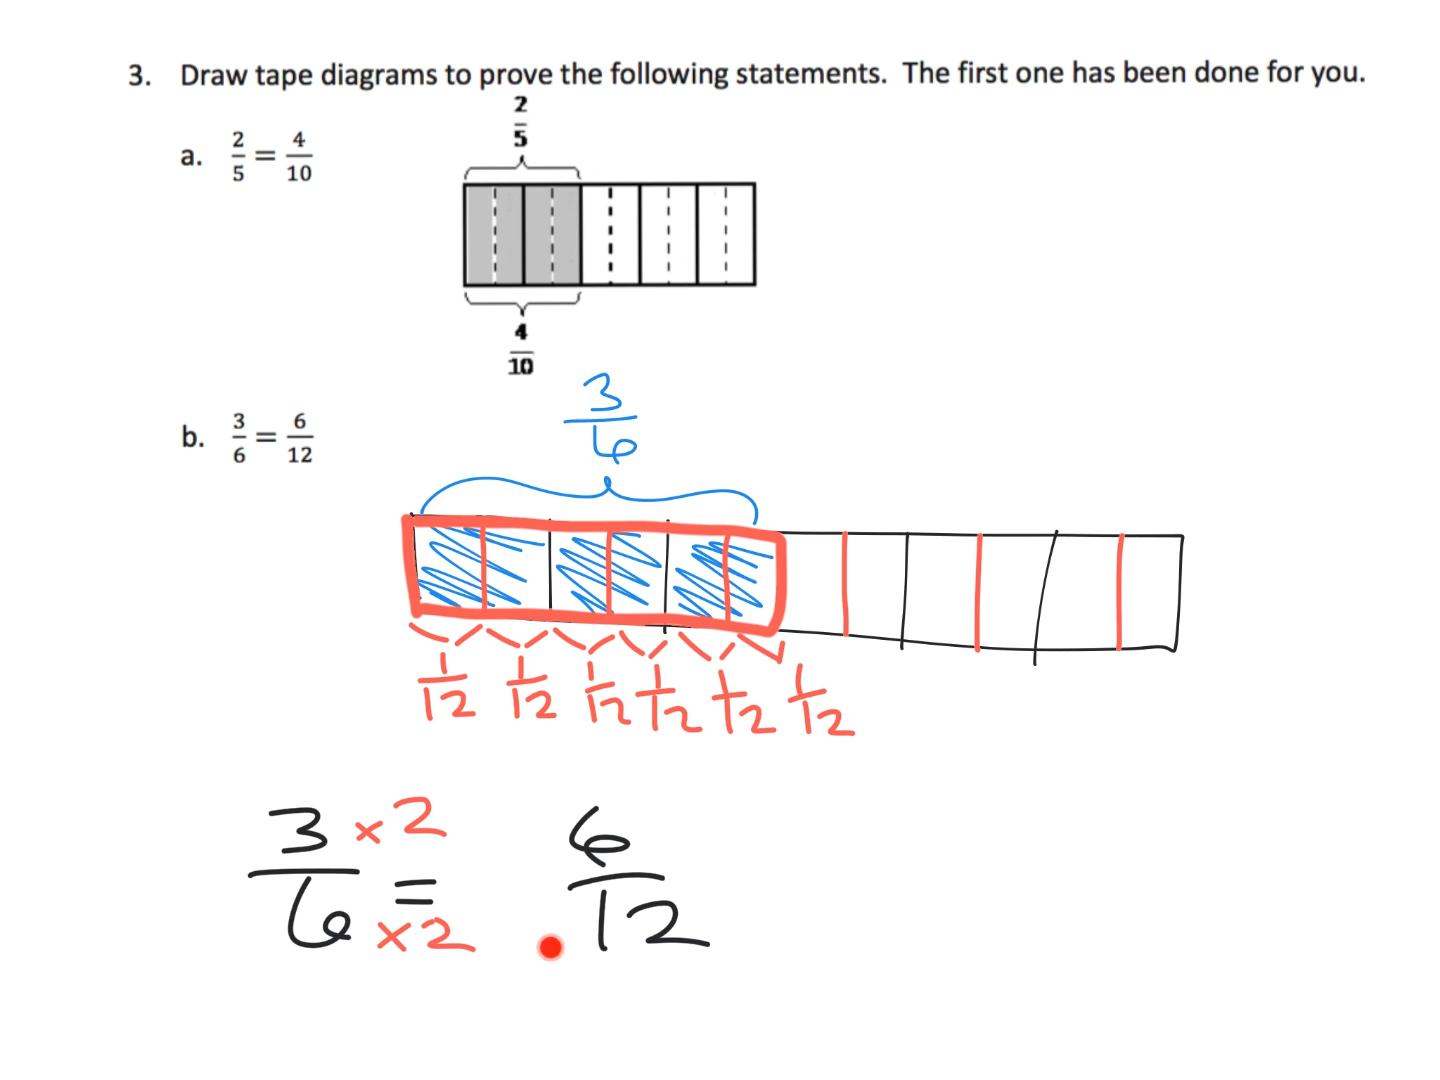 3. Draw tape diagrams to prove the following statements. The first one has been done for you.
2/5
a. 2/5 = 4/10
4/10
3/6
b. 3/6 = 6/12
1/12 1/12 1/12 1/12 1/12 1/12
3 × 2 / 6 × 2 = 6/12